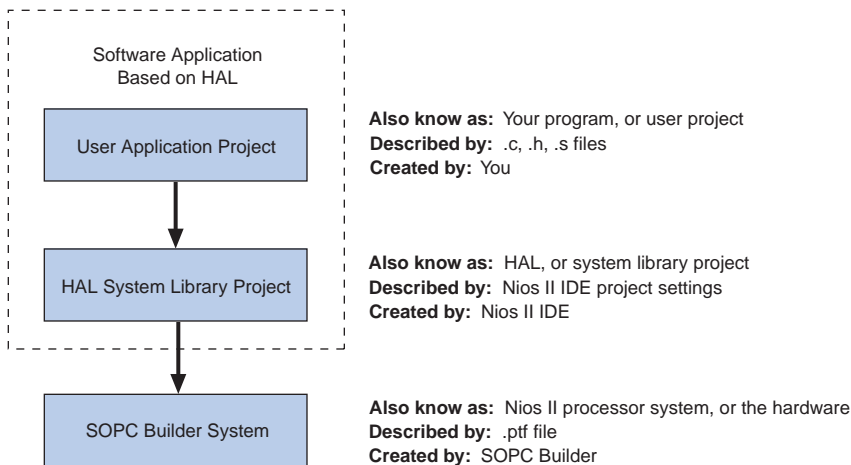 Software Application
Based on HAL
User Application Project
Also know as: Your program, or user project
Described by: .c, .h, .s files
Created by: You
HAL System Library Project
Also know as: HAL, or system library project
Described by: Nios II IDE project settings
Created by: Nios II IDE
SOPC Builder System
Also know as: Nios II processor system, or the hardware
Described by: .ptf file
Created by: SOPC Builder